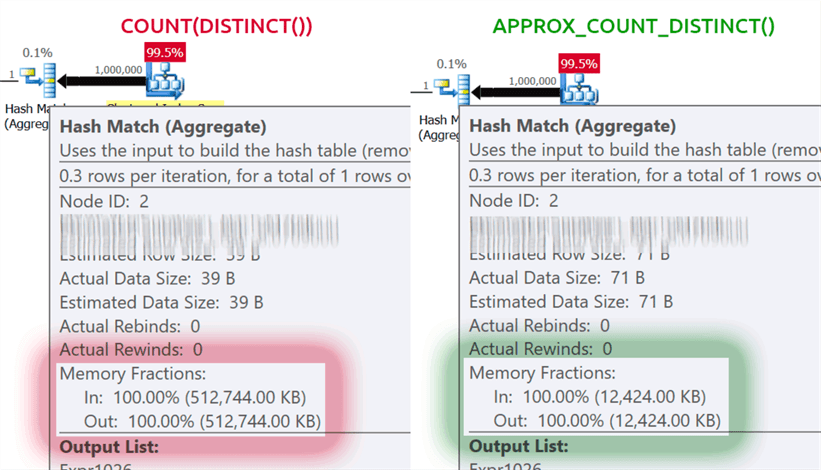 COUNT(DISTINCT())
0.1%
99.5%
1
1,000,000
Hash Mat
(Aggreg
Hash Match (Aggregate)
Uses the input to build the hash table (remov
0.3 rows per iteration, for a total of 1 rows ov
Node ID: 2
Estimated Row Size: 39 B
Actual Data Size: 39 B
Estimated Data Size: 39 B
Actual Rebinds: 0
Actual Rewinds: 0
Memory Fractions:
In: 100.00% (512,744.00 KB)
Out: 100.00% (512,744.00 KB)
Output List:
Expr1026
APPROX_COUNT_DISTINCT()
0.1%
99.5%
1
1,000,000
Hash M
(Aggre
Hash Match (Aggregate)
Uses the input to build the hash table (remo
0.3 rows per iteration, for a total of 1 rows o
Node ID: 2
Estimated Row Size: 71 B
Actual Data Size: 71 B
Estimated Data Size: 71 B
Actual Rebinds: 0
Actual Rewinds: 0
Memory Fractions:
In: 100.00% (12,424.00 KB)
Out: 100.00% (12,424.00 KB)
Output List:
Expr1026